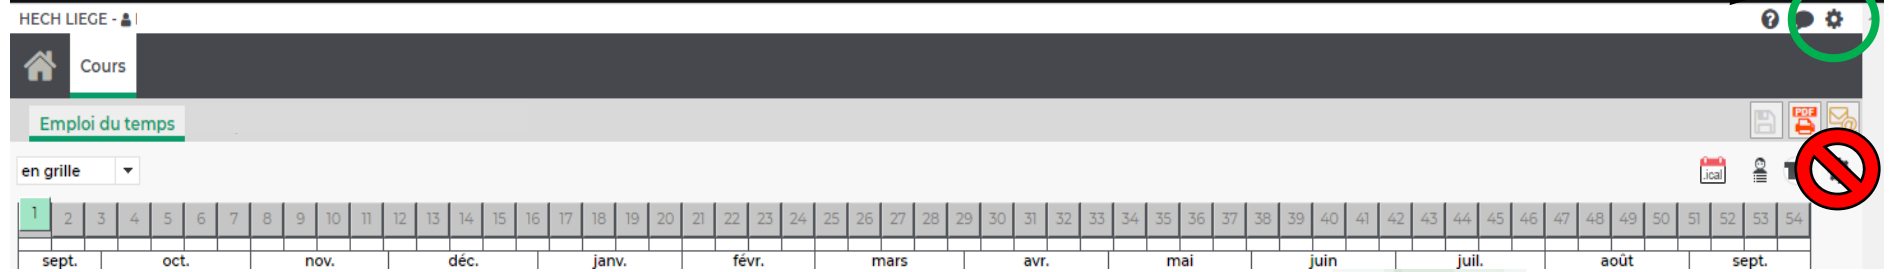 HECH LIEGE -
Cours
Emploi du temps
PDF
en grille
.ical
1 2 3 4 5 6 7 8 9 10 11 12 13 14 15 16 17 18 19 20 21 22 23 24 25 26 27 28 29 30 31 32 33 34 35 36 37 38 39 40 41 42 43 44 45 46 47 48 49 50 51 52 53 54
sept. oct. nov. déc. janv. févr. mars avr. mai juin juil. août sept.